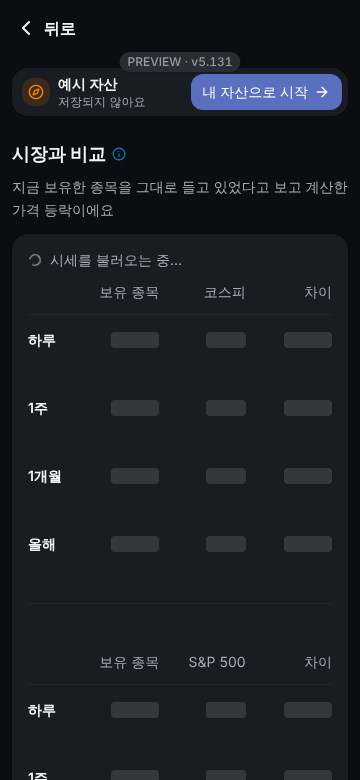 뒤로
PREVIEW · v5.131
예시 자산
저장되지 않아요
내 자산으로 시작 →
시장과 비교
지금 보유한 종목을 그대로 들고 있었다고 보고 계산한
가격 등락이에요
시세를 불러오는 중...
보유 종목 코스피 차이
하루
1주
1개월
올해
보유 종목 S&P 500 차이
하루
1주